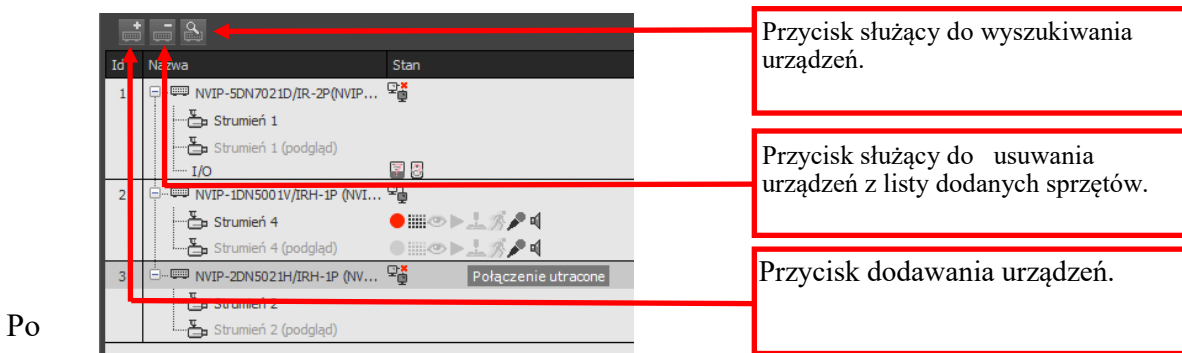 Id Nazwa Stan
1 NVIP-5DN7021D/IR-2P(NVIP...
Strumień 1
Strumień 1 (podgląd)
I/O
2 NVIP-1DN5001V/IRH-1P (NVI...
Strumień 4
Strumień 4 (podgląd)
3 NVIP-2DN5021H/IRH-1P (NV... Połączenie utracone
Strumień 2
Strumień 2 (podgląd)
Przycisk służący do wyszukiwania
urządzeń.
Przycisk służący do usuwania
urządzeń z listy dodanych sprzętów.
Przycisk dodawania urządzeń.
Po